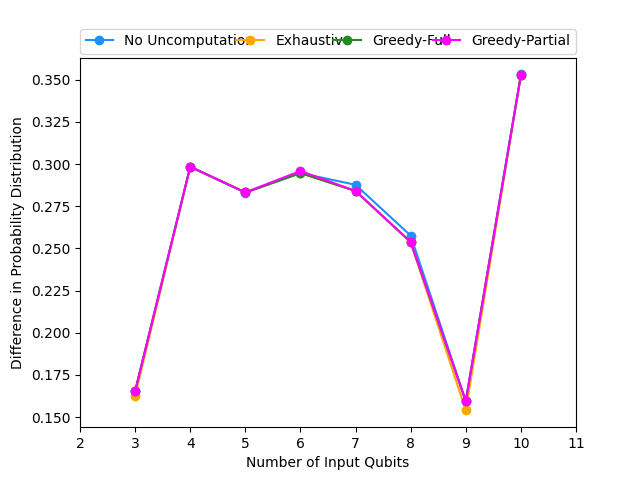 No Uncomputation Exhaustive Greedy-Full Greedy-Partial
0.350
0.325
0.300
0.275
0.250
0.225
0.200
0.175
0.150
Difference in Probability Distribution
2 3 4 5 6 7 8 9 10 11
Number of Input Qubits